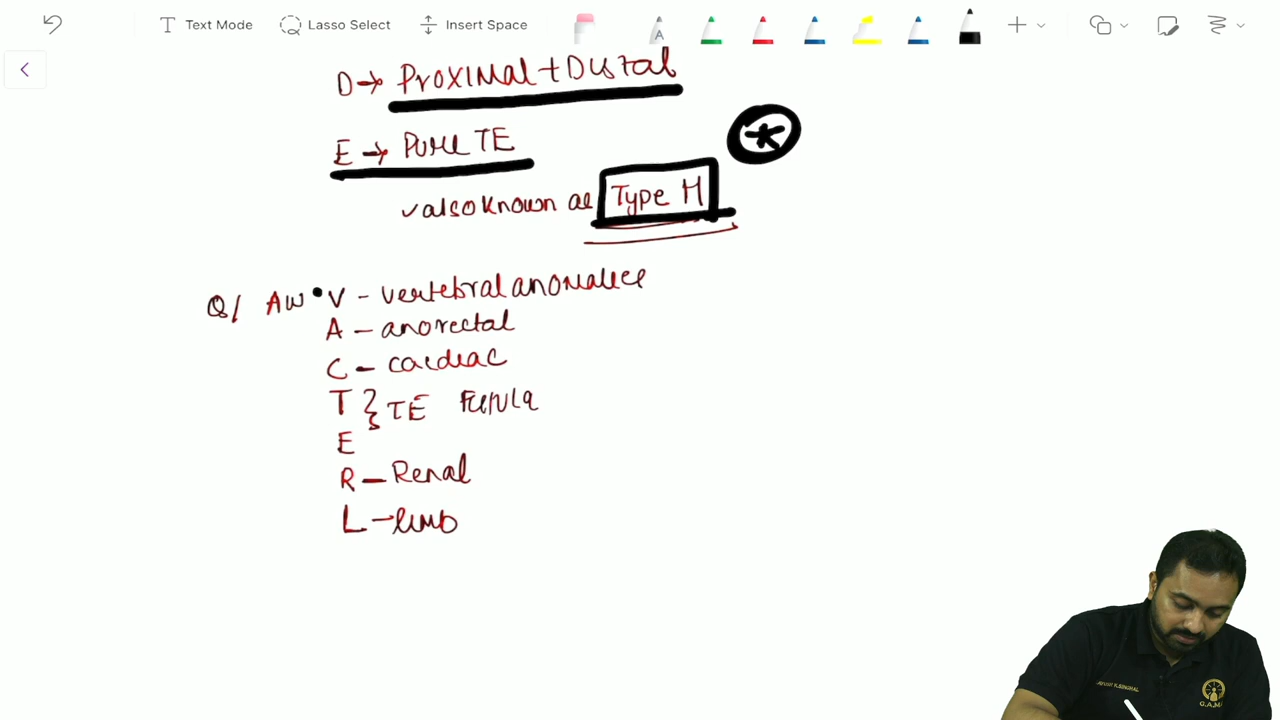 Text Mode Lasso Select Insert Space
D → Proximal + Distal
E → Pure TE
✓also known as Type H
Q/ Aw • V - vertebral anomalies
A - anorectal
C - cardiac
T } TE Fistula
E
R - Renal
L - limb
G.A.M.S